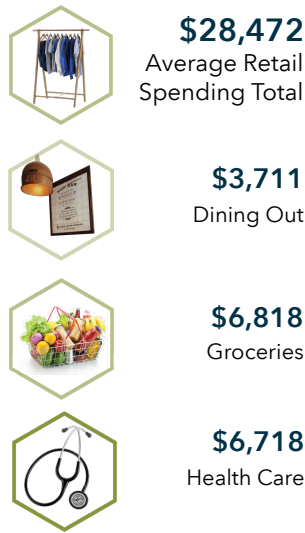 $28,472
Average Retail
Spending Total
$3,711
Dining Out
$6,818
Groceries
$6,718
Health Care